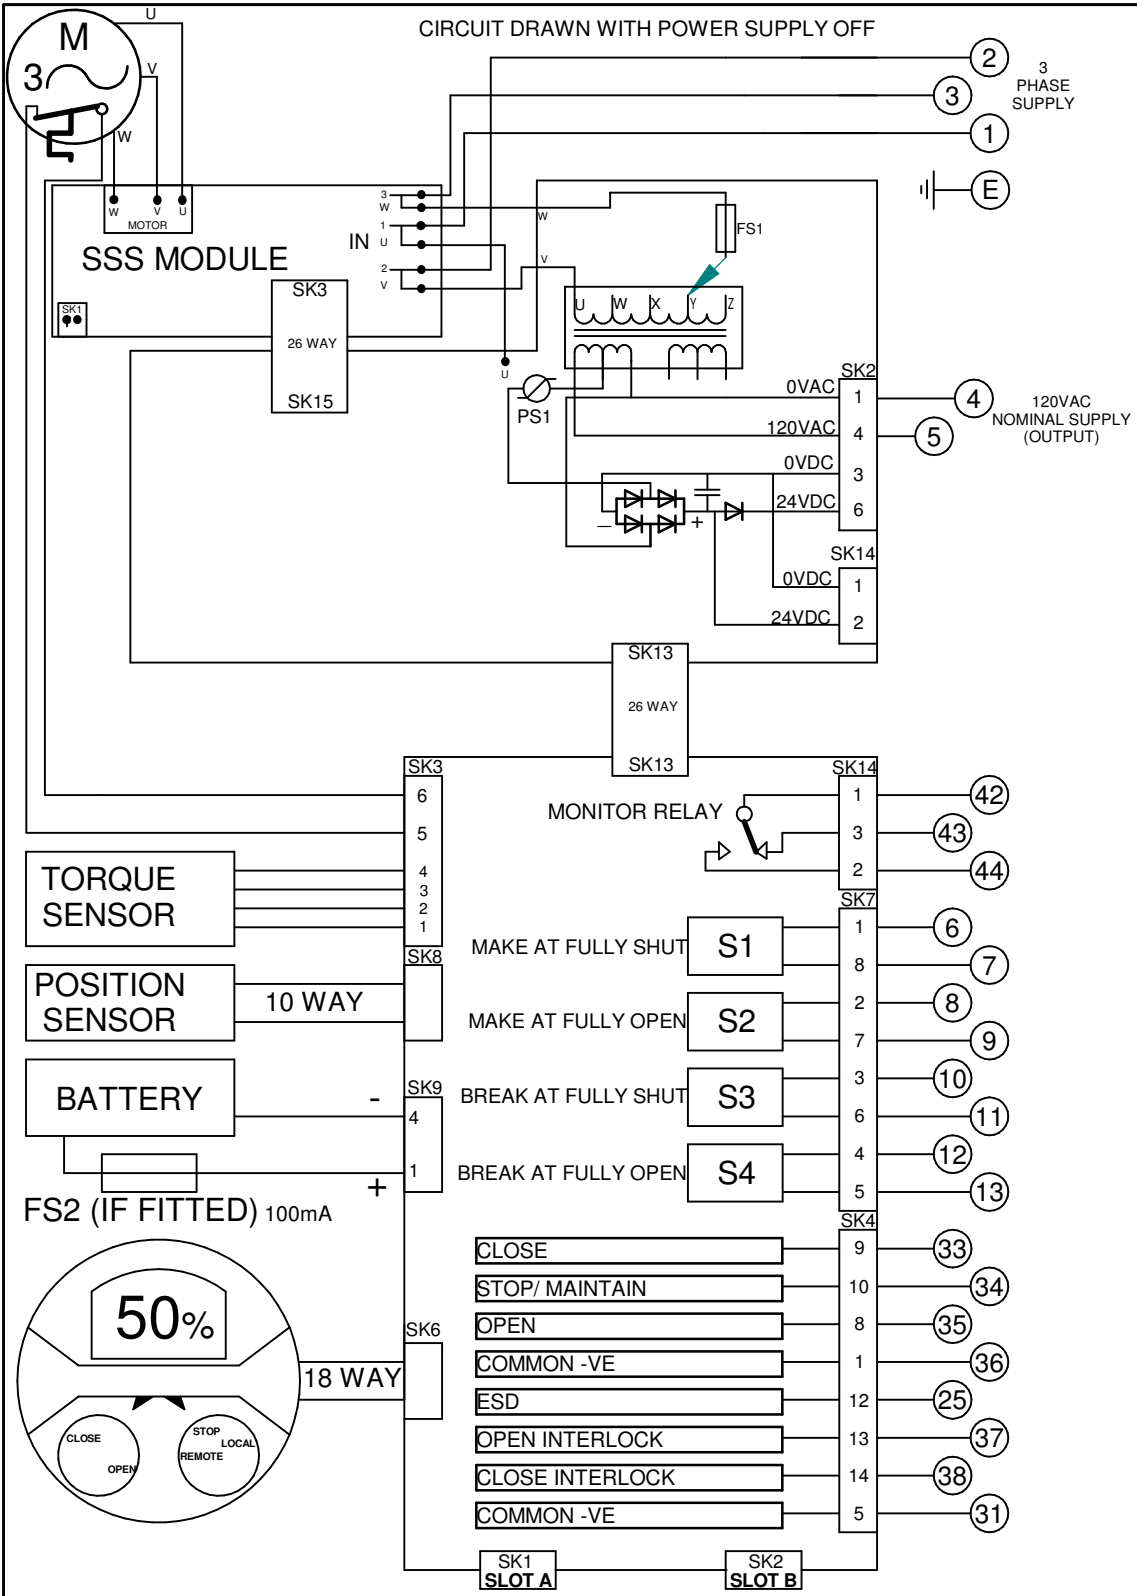 CIRCUIT DRAWN WITH POWER SUPPLY OFF
U
M
3
V
W
2
3
1
E
3
PHASE
SUPPLY
W V U
MOTOR
SSS MODULE
SK1
IN
3
W
1
U
2
V
W
V
U
FS1
U W X Y Z
SK3
26 WAY
SK15
PS1
SK2
0VAC 1 4
120VAC 4 5
0VDC 3
24VDC 6
120VAC
NOMINAL SUPPLY
(OUTPUT)
_ +
SK14
0VDC 1
24VDC 2
SK13
26 WAY
SK13
SK3
6
5
4
3
2
1
TORQUE
SENSOR
SK8
POSITION
SENSOR
10 WAY
SK9
BATTERY
-
4
1
+
FS2 (IF FITTED) 100mA
50%
CLOSE
OPEN
STOP
LOCAL
REMOTE
SK6
18 WAY
SK14
MONITOR RELAY
1 42
3 43
2 44
SK7
MAKE AT FULLY SHUT S1
1 6
8 7
MAKE AT FULLY OPEN S2
2 8
7 9
BREAK AT FULLY SHUT S3
3 10
6 11
BREAK AT FULLY OPEN S4
4 12
5 13
SK4
CLOSE 9 33
STOP/ MAINTAIN 10 34
OPEN 8 35
COMMON -VE 1 36
ESD 12 25
OPEN INTERLOCK 13 37
CLOSE INTERLOCK 14 38
COMMON -VE 5 31
SK1
SLOT A
SK2
SLOT B